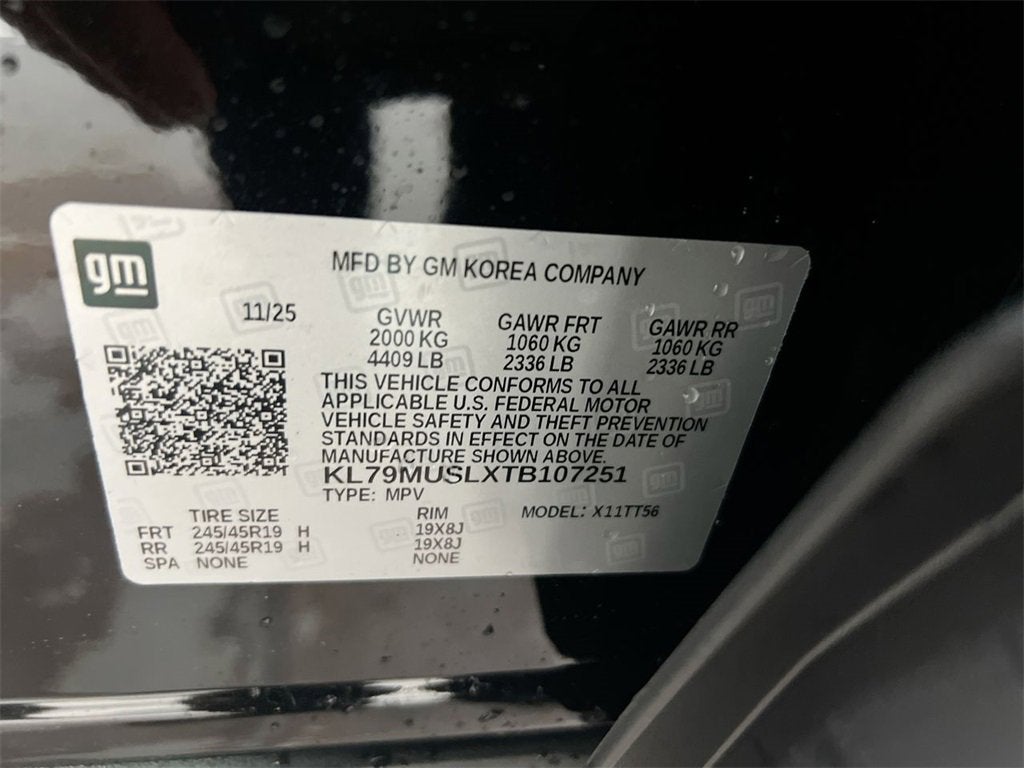 gm
MFD BY GM KOREA COMPANY
11/25
GVWR GAWR FRT GAWR RR
2000 KG 1060 KG 1060 KG
4409 LB 2336 LB 2336 LB
THIS VEHICLE CONFORMS TO ALL
APPLICABLE U.S. FEDERAL MOTOR
VEHICLE SAFETY AND THEFT PREVENTION
STANDARDS IN EFFECT ON THE DATE OF
MANUFACTURE SHOWN ABOVE.
KL79MUSLXTB107251
TYPE: MPV
MODEL: X11TT56
TIRE SIZE RIM
FRT 245/45R19 H 19X8J
RR 245/45R19 H 19X8J
SPA NONE NONE